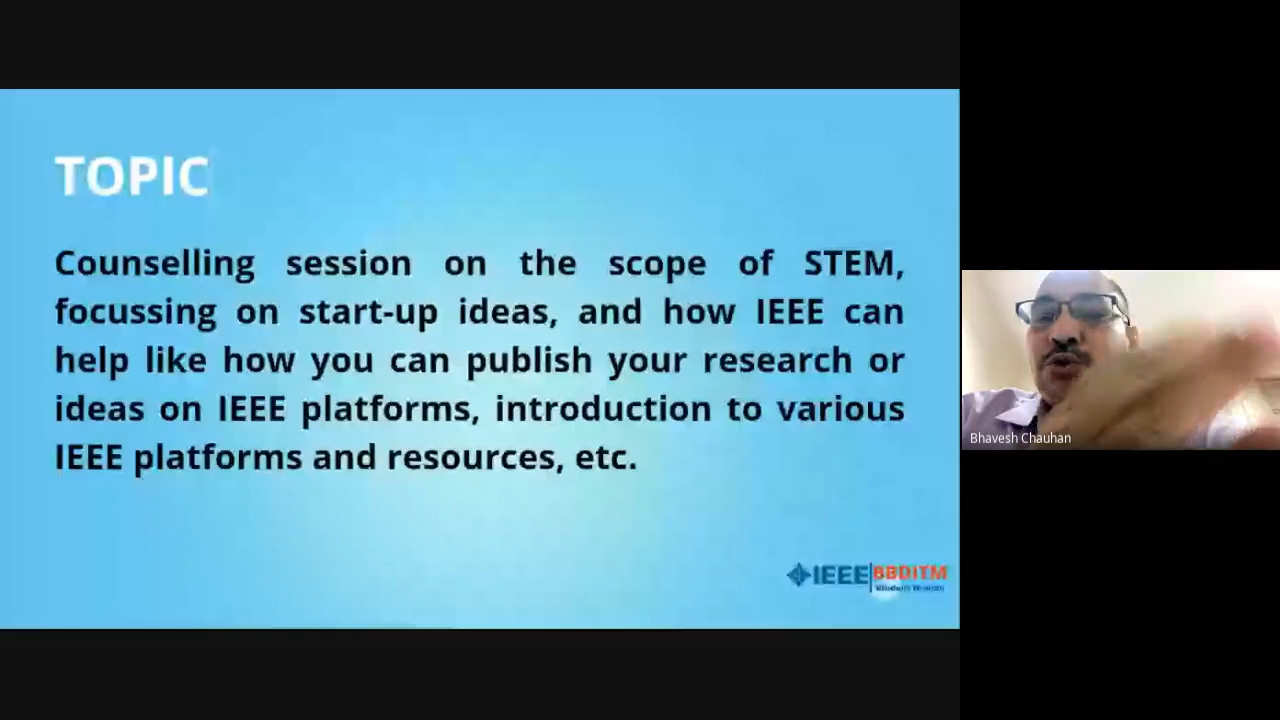 TOPIC
Counselling session on the scope of STEM,
focussing on start-up ideas, and how IEEE can
help like how you can publish your research or
ideas on IEEE platforms, introduction to various
IEEE platforms and resources, etc.
IEEE BBDITM
Student Branch
Bhavesh Chauhan